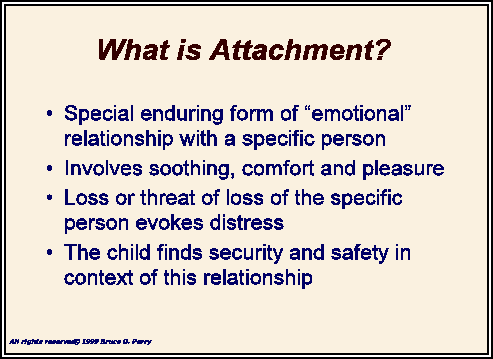 What is Attachment?
• Special enduring form of “emotional”
relationship with a specific person
• Involves soothing, comfort and pleasure
• Loss or threat of loss of the specific
person evokes distress
• The child finds security and safety in
context of this relationship
All rights reserved© 1999 Bruce D. Perry